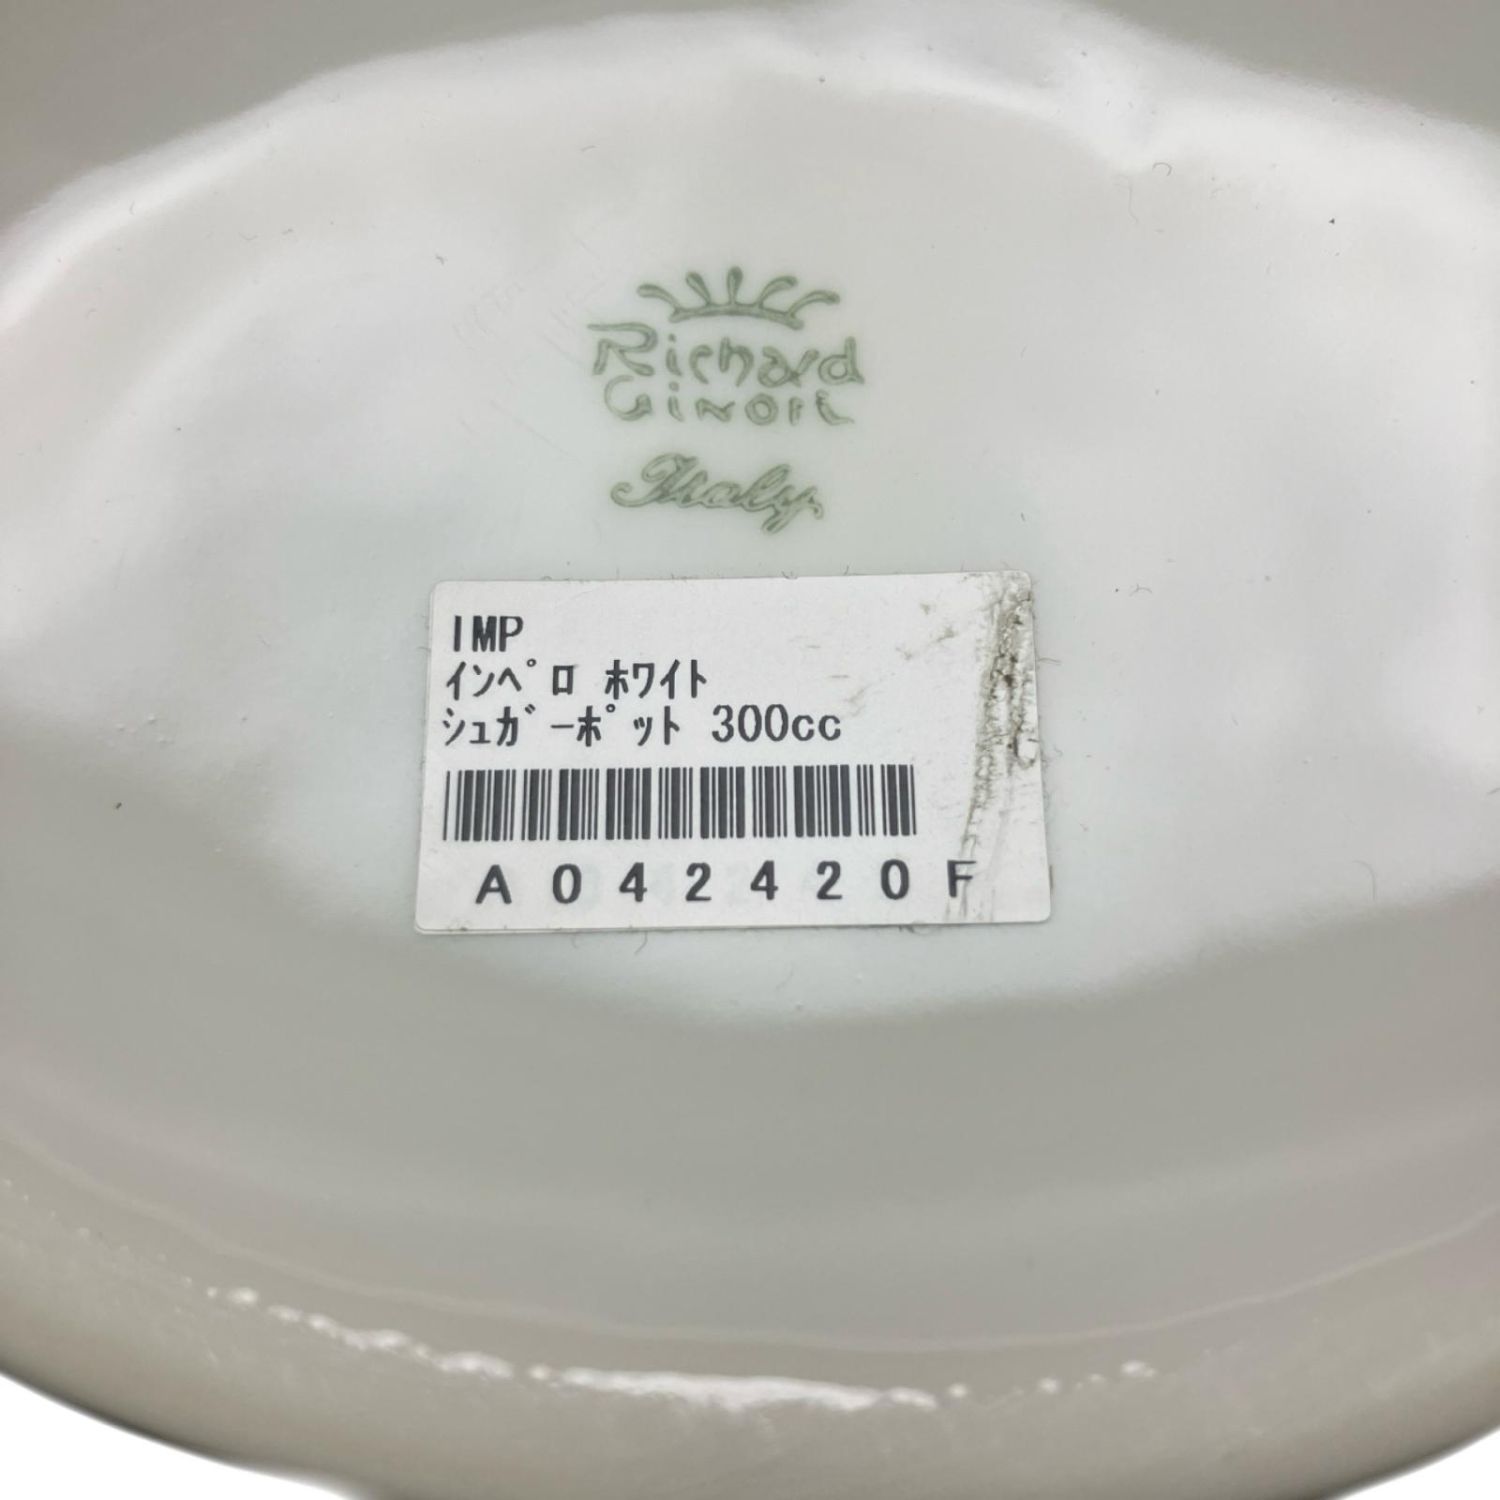 Richard
Ginori
Italy
IMP
ｲﾝﾍﾟﾛ ﾎﾜｲﾄ
ｼｭｶﾞｰﾎﾟｯﾄ 300cc
A042420F